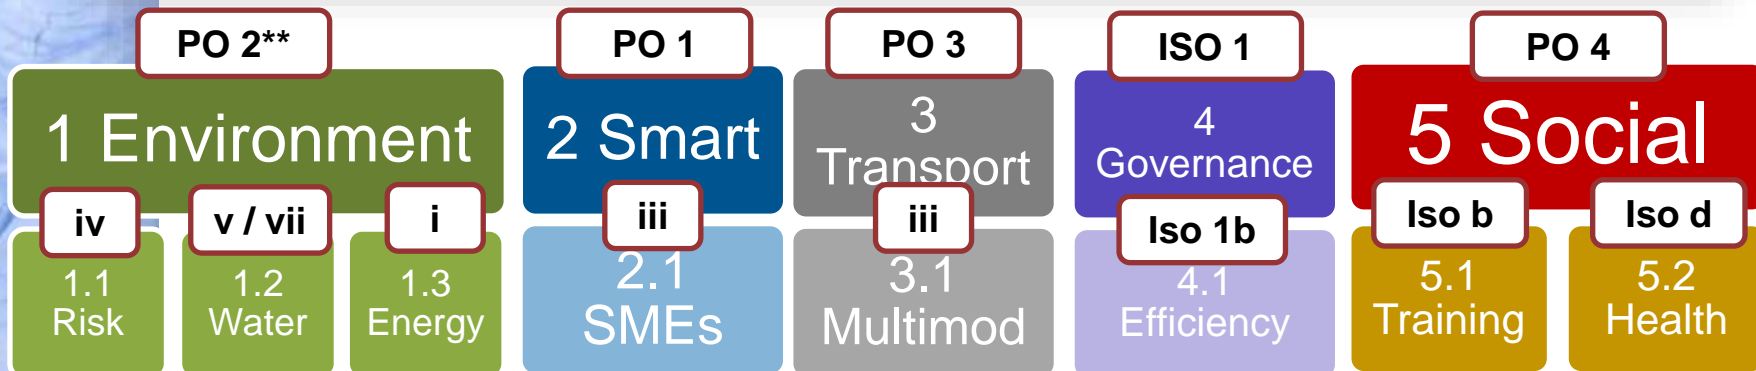 PO 2**
PO 1
PO 3
ISO 1
PO 4
1 Environment
2 Smart
3
Transport
4
Governance
5 Social
iv
v / vii
i
iii
iii
Iso 1b
Iso b
Iso d
1.1
Risk
1.2
Water
1.3
Energy
2.1
SMEs
3.1
Multimod
4.1
Efficiency
5.1
Training
5.2
Health